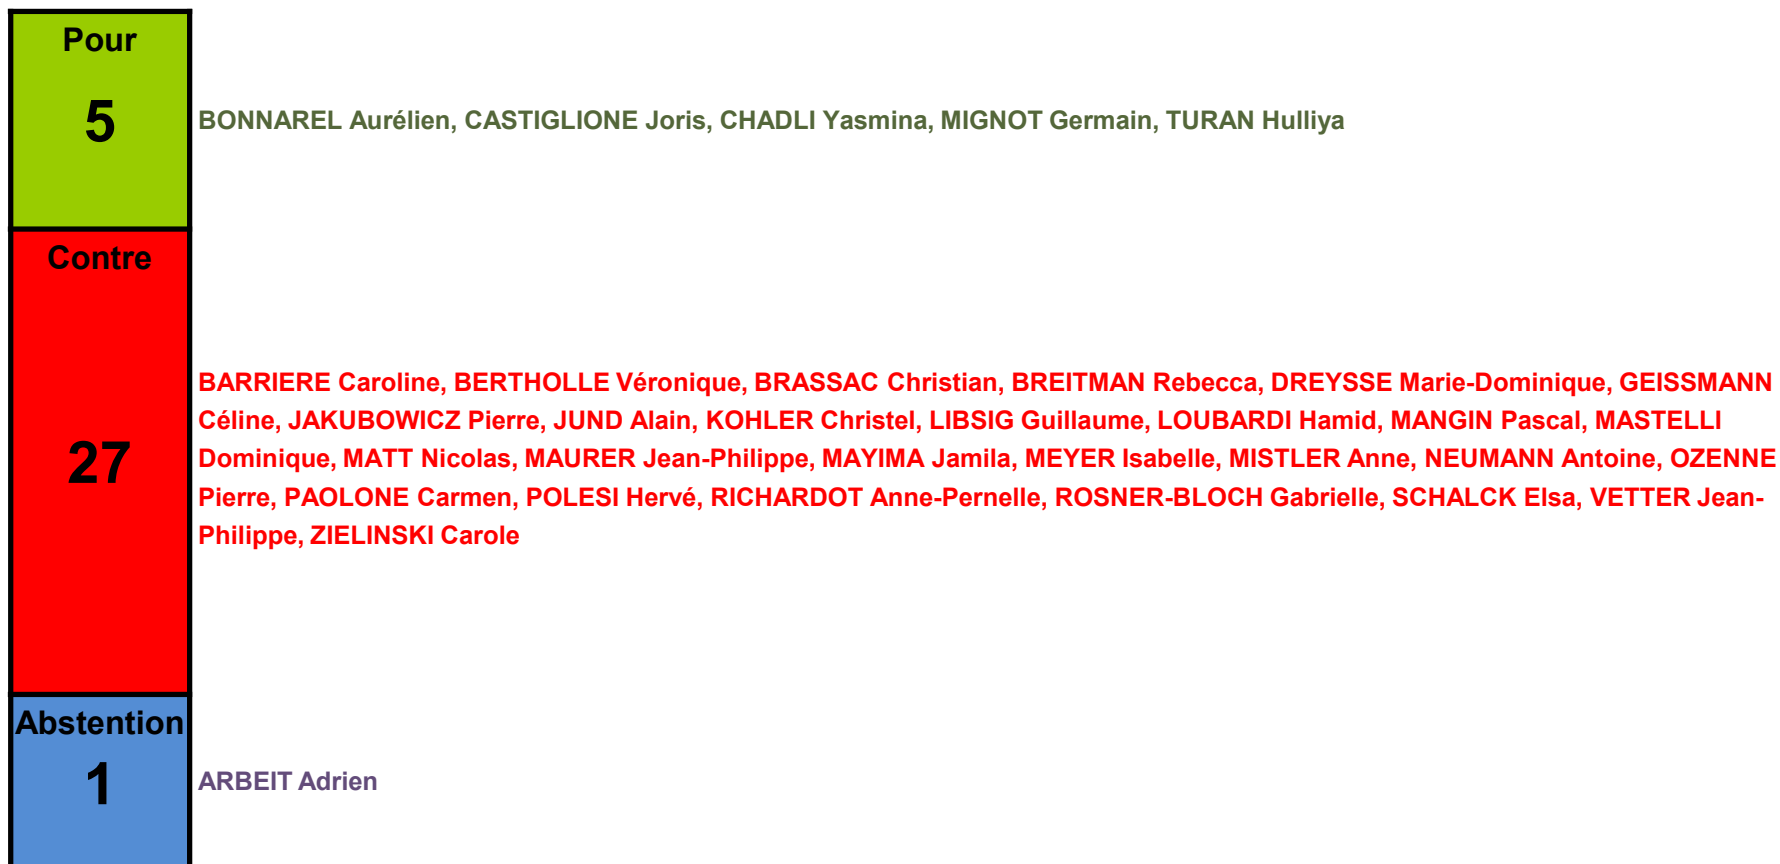 Pour
5
BONNAREL Aurélien, CASTIGLIONE Joris, CHADLI Yasmina, MIGNOT Germain, TURAN Hulliya
Contre
27
BARRIERE Caroline, BERTHOLLE Véronique, BRASSAC Christian, BREITMAN Rebecca, DREYSSE Marie-Dominique, GEISSMANN
Céline, JAKUBOWICZ Pierre, JUND Alain, KOHLER Christel, LIBSIG Guillaume, LOUBARDI Hamid, MANGIN Pascal, MASTELLI
Dominique, MATT Nicolas, MAURER Jean-Philippe, MAYIMA Jamila, MEYER Isabelle, MISTLER Anne, NEUMANN Antoine, OZENNE
Pierre, PAOLONE Carmen, POLESI Hervé, RICHARDOT Anne-Pernelle, ROSNER-BLOCH Gabrielle, SCHALCK Elsa, VETTER Jean-
Philippe, ZIELINSKI Carole
Abstention
1
ARBEIT Adrien